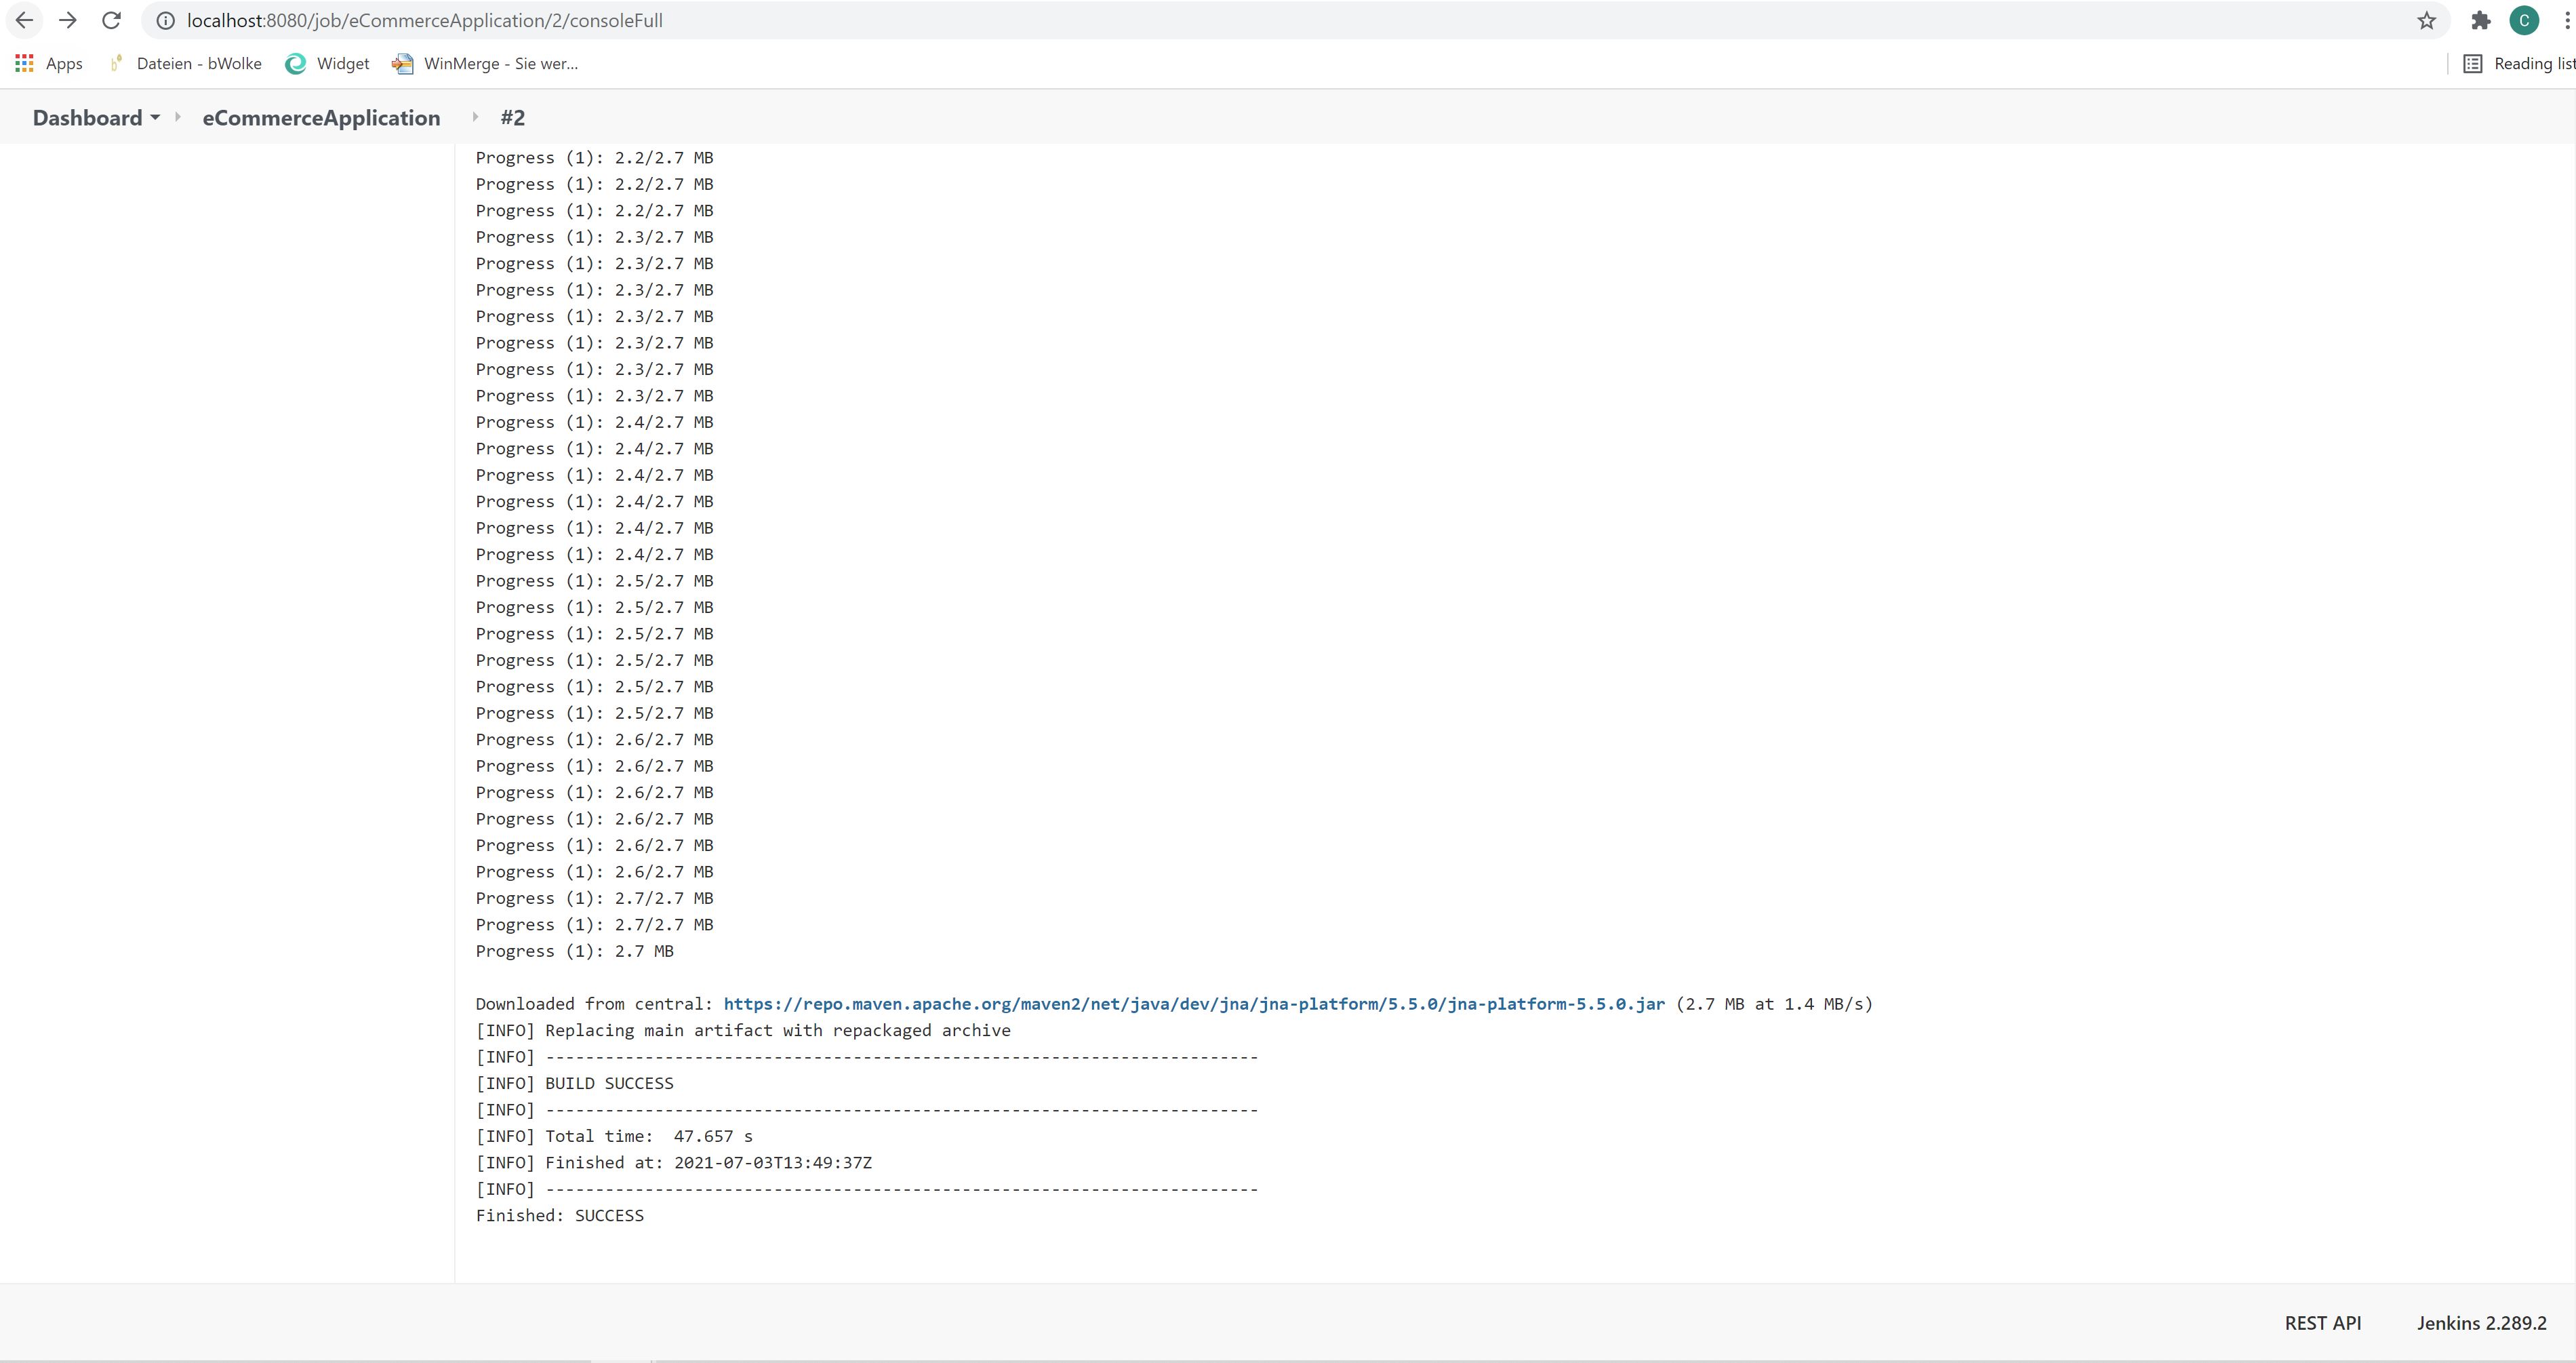 localhost:8080/job/eCommerceApplication/2/consoleFull
C
Apps Dateien - bWolke Widget WinMerge - Sie wer... Reading list
Dashboard eCommerceApplication #2
Progress (1): 2.2/2.7 MB
Progress (1): 2.2/2.7 MB
Progress (1): 2.2/2.7 MB
Progress (1): 2.3/2.7 MB
Progress (1): 2.3/2.7 MB
Progress (1): 2.3/2.7 MB
Progress (1): 2.3/2.7 MB
Progress (1): 2.3/2.7 MB
Progress (1): 2.3/2.7 MB
Progress (1): 2.3/2.7 MB
Progress (1): 2.4/2.7 MB
Progress (1): 2.4/2.7 MB
Progress (1): 2.4/2.7 MB
Progress (1): 2.4/2.7 MB
Progress (1): 2.4/2.7 MB
Progress (1): 2.4/2.7 MB
Progress (1): 2.5/2.7 MB
Progress (1): 2.5/2.7 MB
Progress (1): 2.5/2.7 MB
Progress (1): 2.5/2.7 MB
Progress (1): 2.5/2.7 MB
Progress (1): 2.5/2.7 MB
Progress (1): 2.6/2.7 MB
Progress (1): 2.6/2.7 MB
Progress (1): 2.6/2.7 MB
Progress (1): 2.6/2.7 MB
Progress (1): 2.6/2.7 MB
Progress (1): 2.6/2.7 MB
Progress (1): 2.7/2.7 MB
Progress (1): 2.7/2.7 MB
Progress (1): 2.7 MB
Downloaded from central: https://repo.maven.apache.org/maven2/net/java/dev/jna/jna-platform/5.5.0/jna-platform-5.5.0.jar (2.7 MB at 1.4 MB/s)
[INFO] Replacing main artifact with repackaged archive
[INFO] ------------------------------------------------------------------------
[INFO] BUILD SUCCESS
[INFO] ------------------------------------------------------------------------
[INFO] Total time:  47.657 s
[INFO] Finished at: 2021-07-03T13:49:37Z
[INFO] ------------------------------------------------------------------------
Finished: SUCCESS
REST API Jenkins 2.289.2